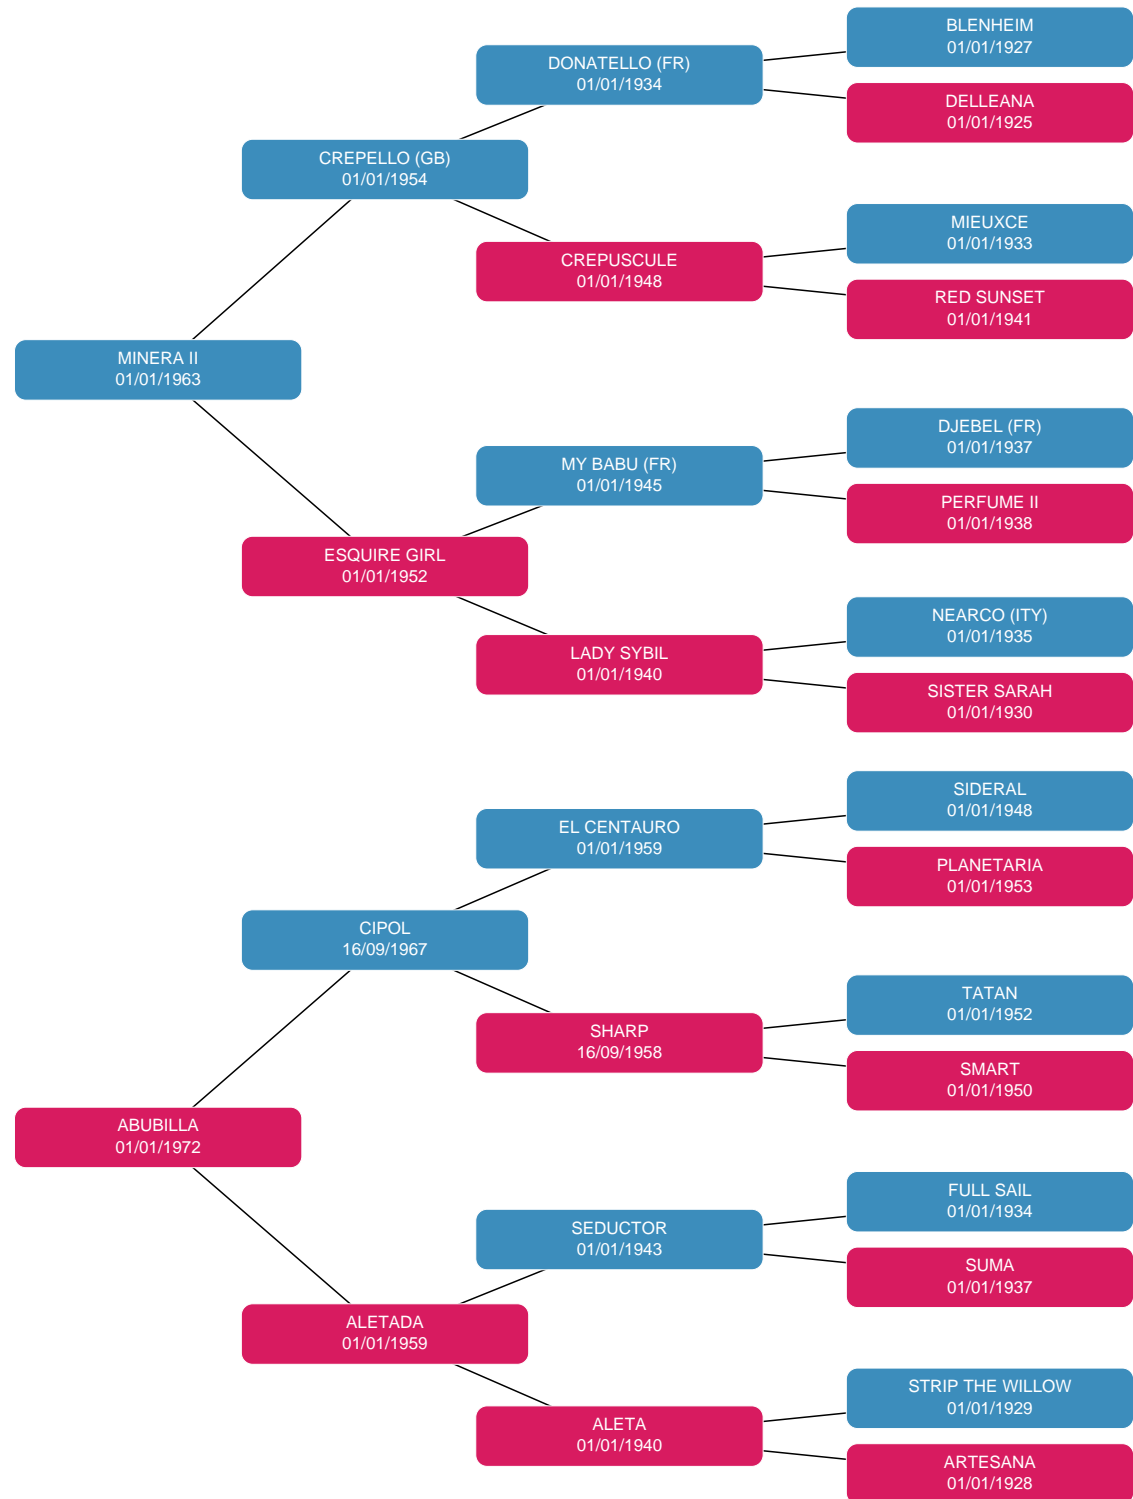 BLENHEIM
01/01/1927
DONATELLO (FR)
01/01/1934
DELLEANA
01/01/1925
CREPELLO (GB)
01/01/1954
MIEUXCE
01/01/1933
CREPUSCULE
01/01/1948
RED SUNSET
01/01/1941
MINERA II
01/01/1963
DJEBEL (FR)
01/01/1937
MY BABU (FR)
01/01/1945
PERFUME II
01/01/1938
ESQUIRE GIRL
01/01/1952
NEARCO (ITY)
01/01/1935
LADY SYBIL
01/01/1940
SISTER SARAH
01/01/1930
SIDERAL
01/01/1948
EL CENTAURO
01/01/1959
PLANETARIA
01/01/1953
CIPOL
16/09/1967
TATAN
01/01/1952
SHARP
16/09/1958
SMART
01/01/1950
ABUBILLA
01/01/1972
FULL SAIL
01/01/1934
SEDUCTOR
01/01/1943
SUMA
01/01/1937
ALETADA
01/01/1959
STRIP THE WILLOW
01/01/1929
ALETA
01/01/1940
ARTESANA
01/01/1928